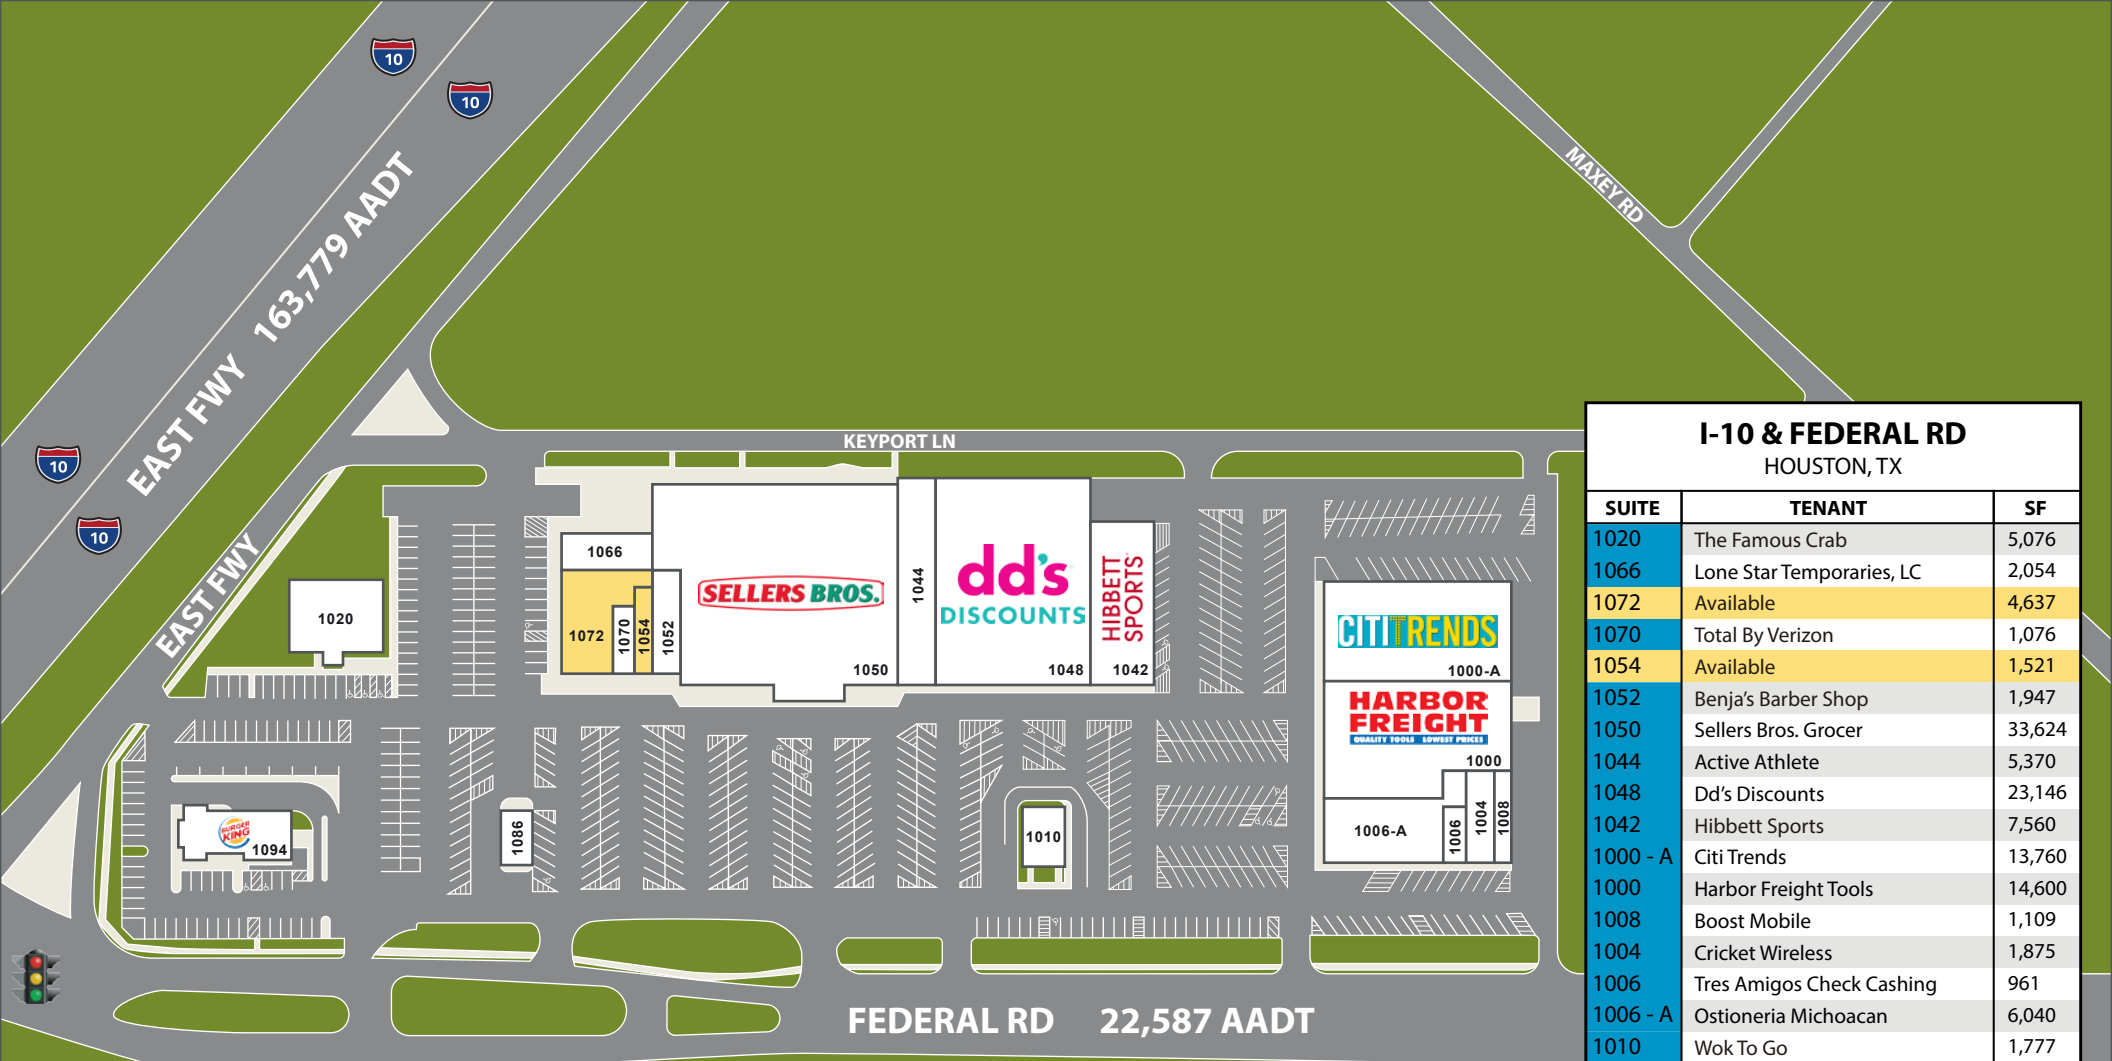 10
10
10
10
EAST FWY 163,779 AADT
EAST FWY
MAXEY RD
KEYPORT LN
1020
1066
1072
1070
1054
1052
SELLERS BROS.
1050
1044
dd's
DISCOUNTS
1048
HIBBETT
SPORTS
1042
CITITRENDS
1000-A
HARBOR
FREIGHT
QUALITY TOOLS LOWEST PRICES
1000
1006-A
1006
1004
1008
BURGER
KING
1094
1086
1010
FEDERAL RD 22,587 AADT
I-10 & FEDERAL RD
HOUSTON, TX
SUITE TENANT SF
1020 The Famous Crab 5,076
1066 Lone Star Temporaries, LC 2,054
1072 Available 4,637
1070 Total By Verizon 1,076
1054 Available 1,521
1052 Benja's Barber Shop 1,947
1050 Sellers Bros. Grocer 33,624
1044 Active Athlete 5,370
1048 Dd's Discounts 23,146
1042 Hibbett Sports 7,560
1000 - A Citi Trends 13,760
1000 Harbor Freight Tools 14,600
1008 Boost Mobile 1,109
1004 Cricket Wireless 1,875
1006 Tres Amigos Check Cashing 961
1006 - A Ostioneria Michoacan 6,040
1010 Wok To Go 1,777